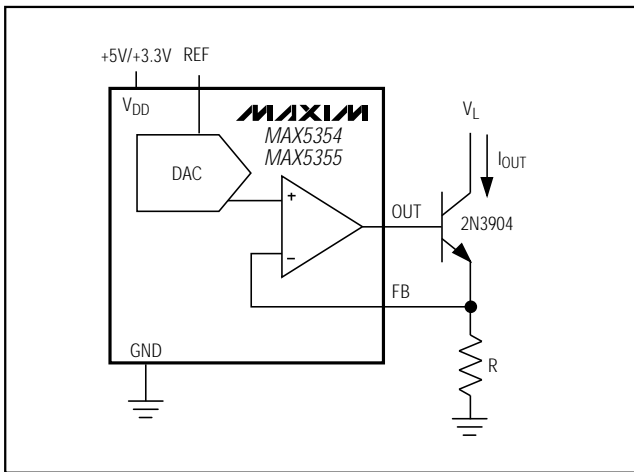 +5V/+3.3V REF
VDD
MAXIM
MAX5354
MAX5355
DAC
+
−
OUT
FB
GND
VL
IOUT
2N3904
R